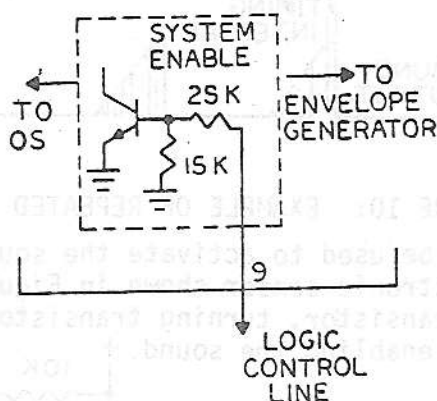 SYSTEM
ENABLE
TO
OS
25K
15K
TO
ENVELOPE
GENERATOR
9
LOGIC
CONTROL
LINE